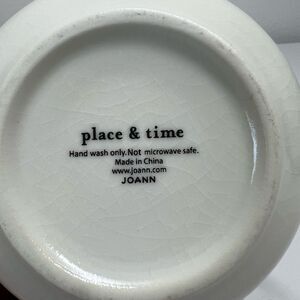 place & time
Hand wash only. Not microwave safe.
Made in China
www.joann.com
JOANN